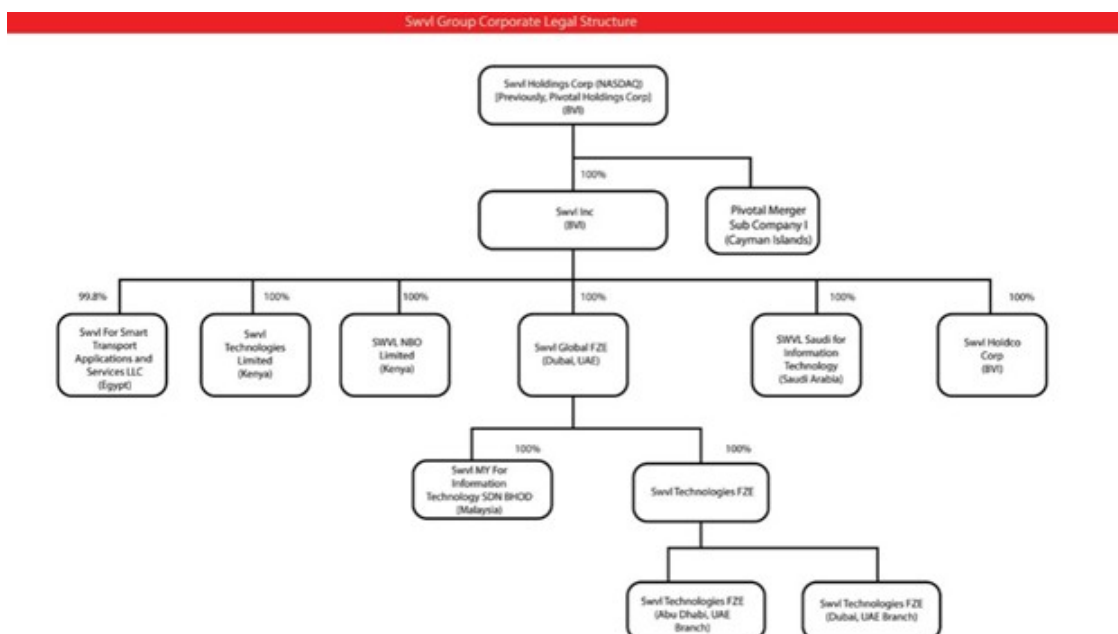 Swvl Group Corporate Legal Structure
Swvl Holdings Corp (NASDAQ)
[Previously, Pivotal Holdings Corp]
(BVI)
100%
Swvl Inc
(BVI)
Pivotal Merger
Sub Company I
(Cayman Islands)
99.8%
100%
100%
100%
100%
100%
Swvl For Smart
Transport
Applications and
Services LLC
(Egypt)
Swvl
Technologies
Limited
(Kenya)
SWVL NBO
Limited
(Kenya)
Swvl Global FZE
(Dubai, UAE)
SWVL Saudi for
Information
Technology
(Saudi Arabia)
Swvl Holdco
Corp
(BVI)
100%
100%
Swvl MY For
Information
Technology SDN BHOD
(Malaysia)
Swvl Technologies FZE
Swvl Technologies FZE
(Abu Dhabi, UAE
Branch)
Swvl Technologies FZE
(Dubai, UAE Branch)